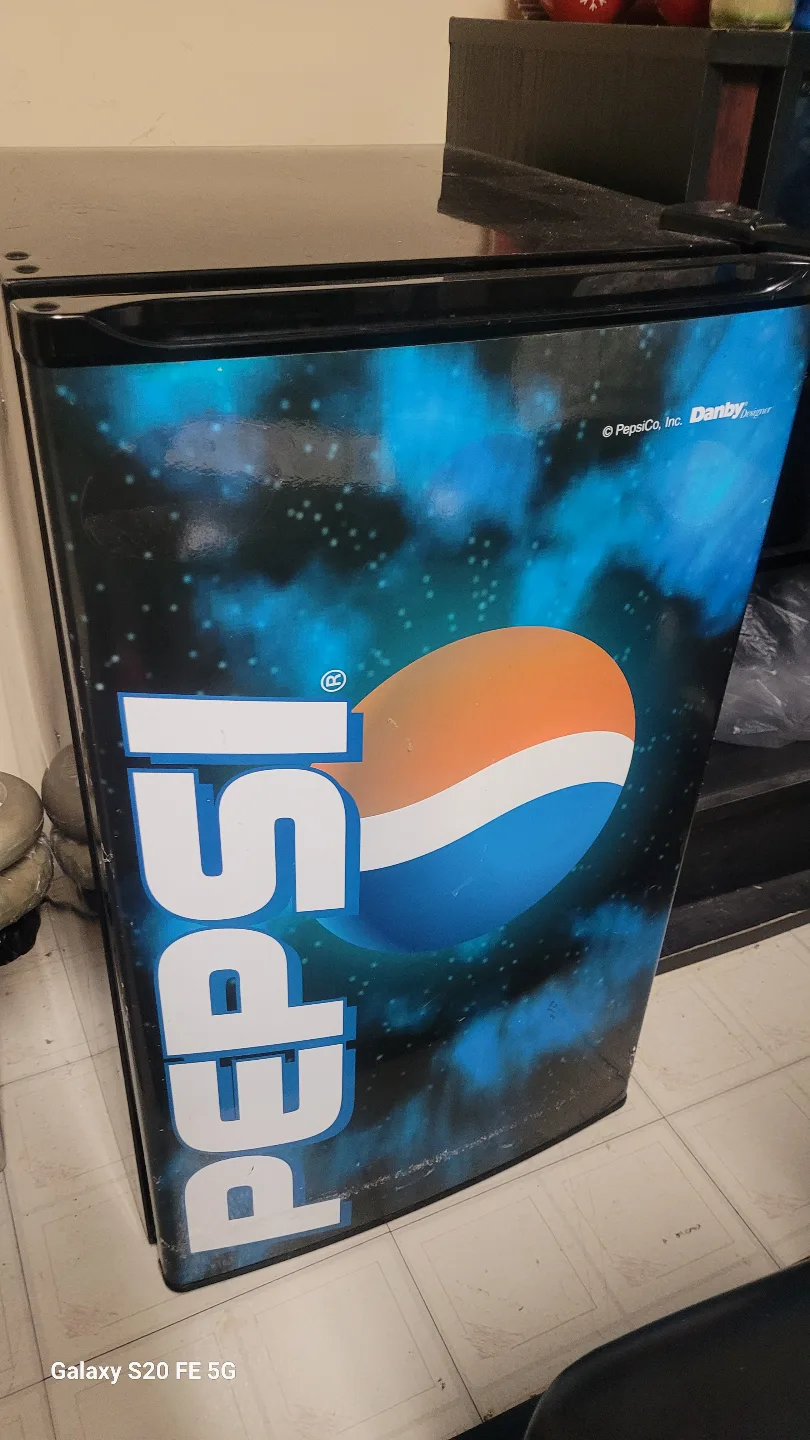 © PepsiCo, Inc. Danby® Designer
PEPSI®
Galaxy S20 FE 5G